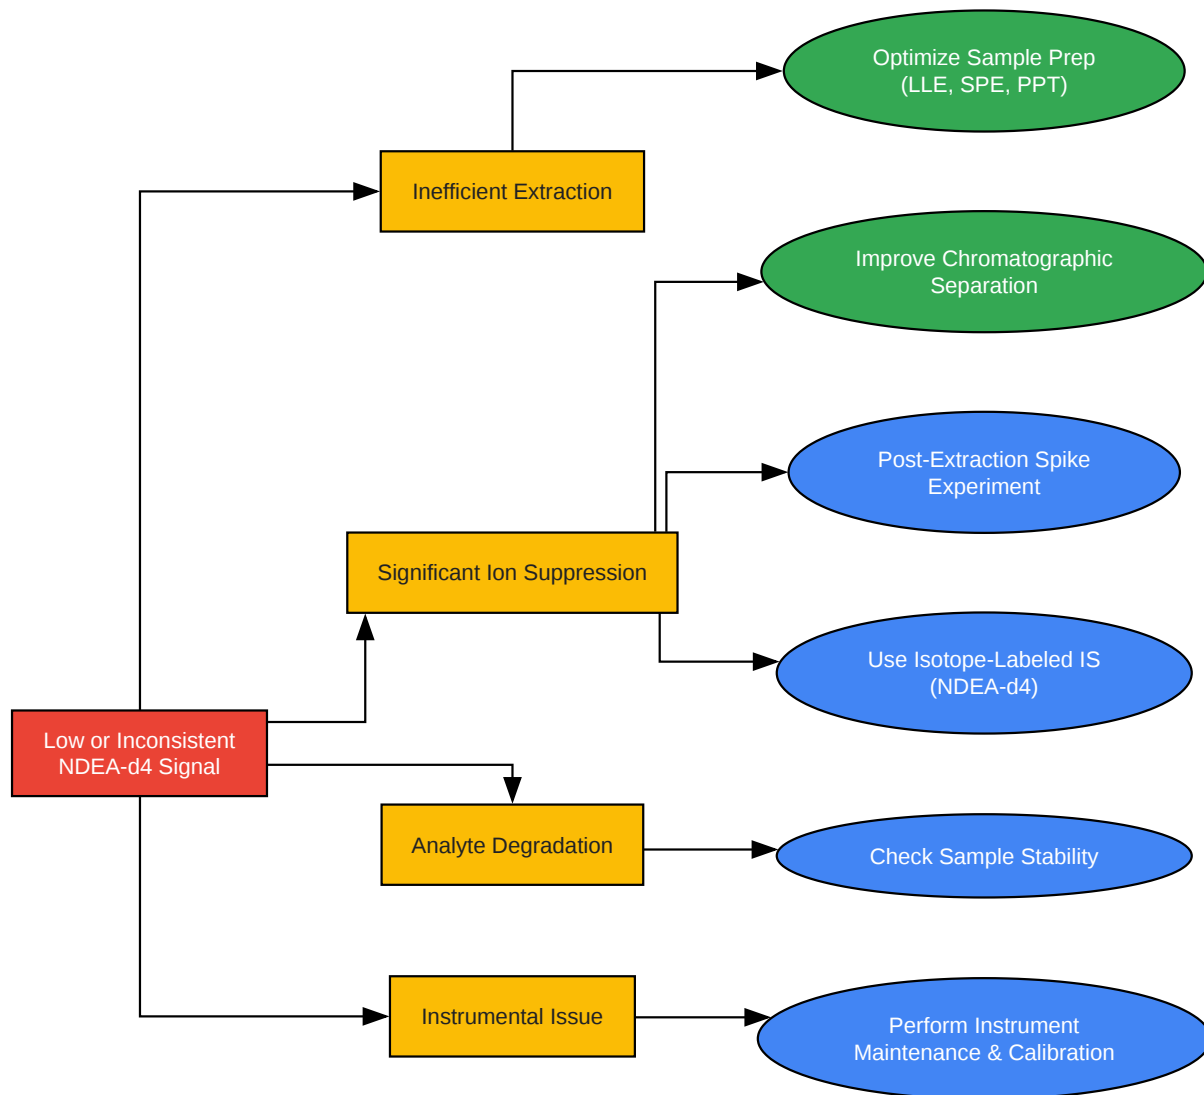 Optimize Sample Prep
(LLE, SPE, PPT)
Inefficient Extraction
Improve Chromatographic
Separation
Post-Extraction Spike
Experiment
Significant Ion Suppression
Use Isotope-Labeled IS
(NDEA-d4)
Low or Inconsistent
NDEA-d4 Signal
Analyte Degradation
Check Sample Stability
Instrumental Issue
Perform Instrument
Maintenance & Calibration